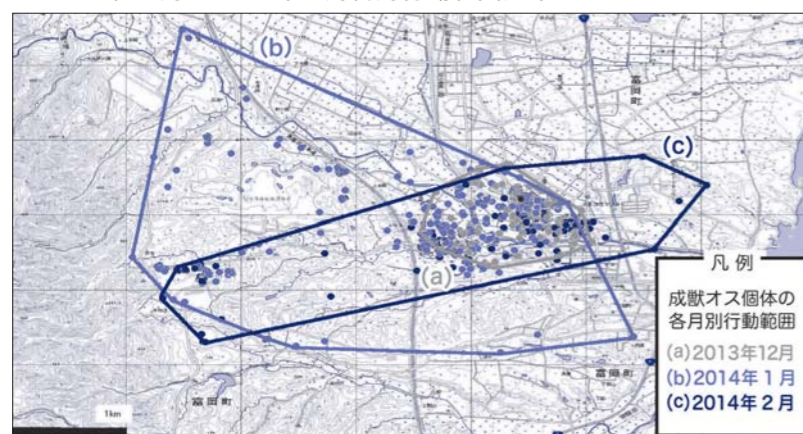 (b)
富岡町
(c)
(a)
凡 例
成獣オス個体の
各月別行動範囲
(a)2013年12月
(b)2014年1月
(c)2014年2月
富岡町
富岡町
1km